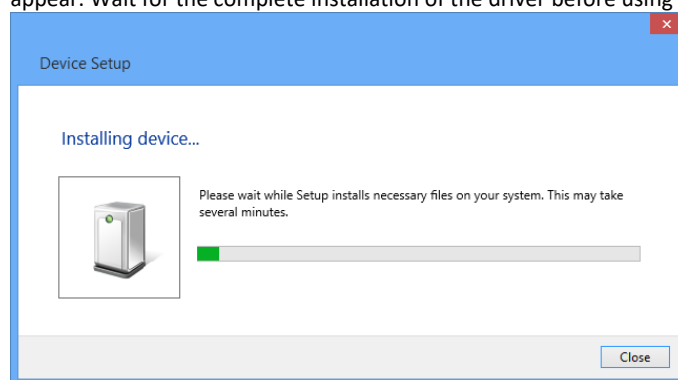 appear. Wait for the complete installation of the driver before using
Device Setup
Installing device...
Please wait while Setup installs necessary files on your system. This may take
several minutes.
Close